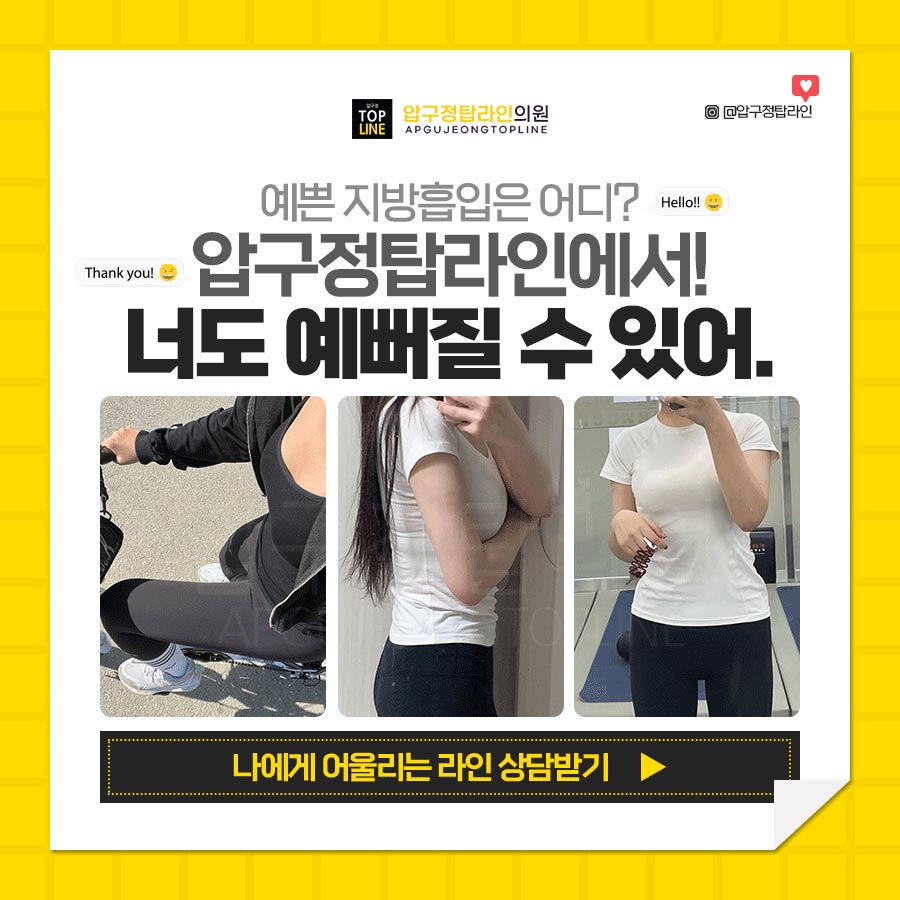 압구정
TOP
LINE
압구정탑라인의원
APGUJEONGTOPLINE
@압구정탑라인
예쁜 지방흡입은 어디?
Hello!!
압구정탑라인에서!
Thank you!
너도 예뻐질 수 있어.
APGUJEONGTOPLINE
나에게 어울리는 라인 상담받기